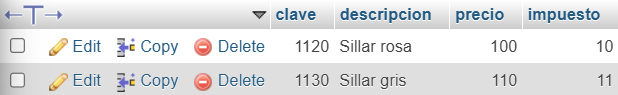 clave descripcion precio impuesto
Edit Copy Delete 1120 Sillar rosa 100 10
Edit Copy Delete 1130 Sillar gris 110 11